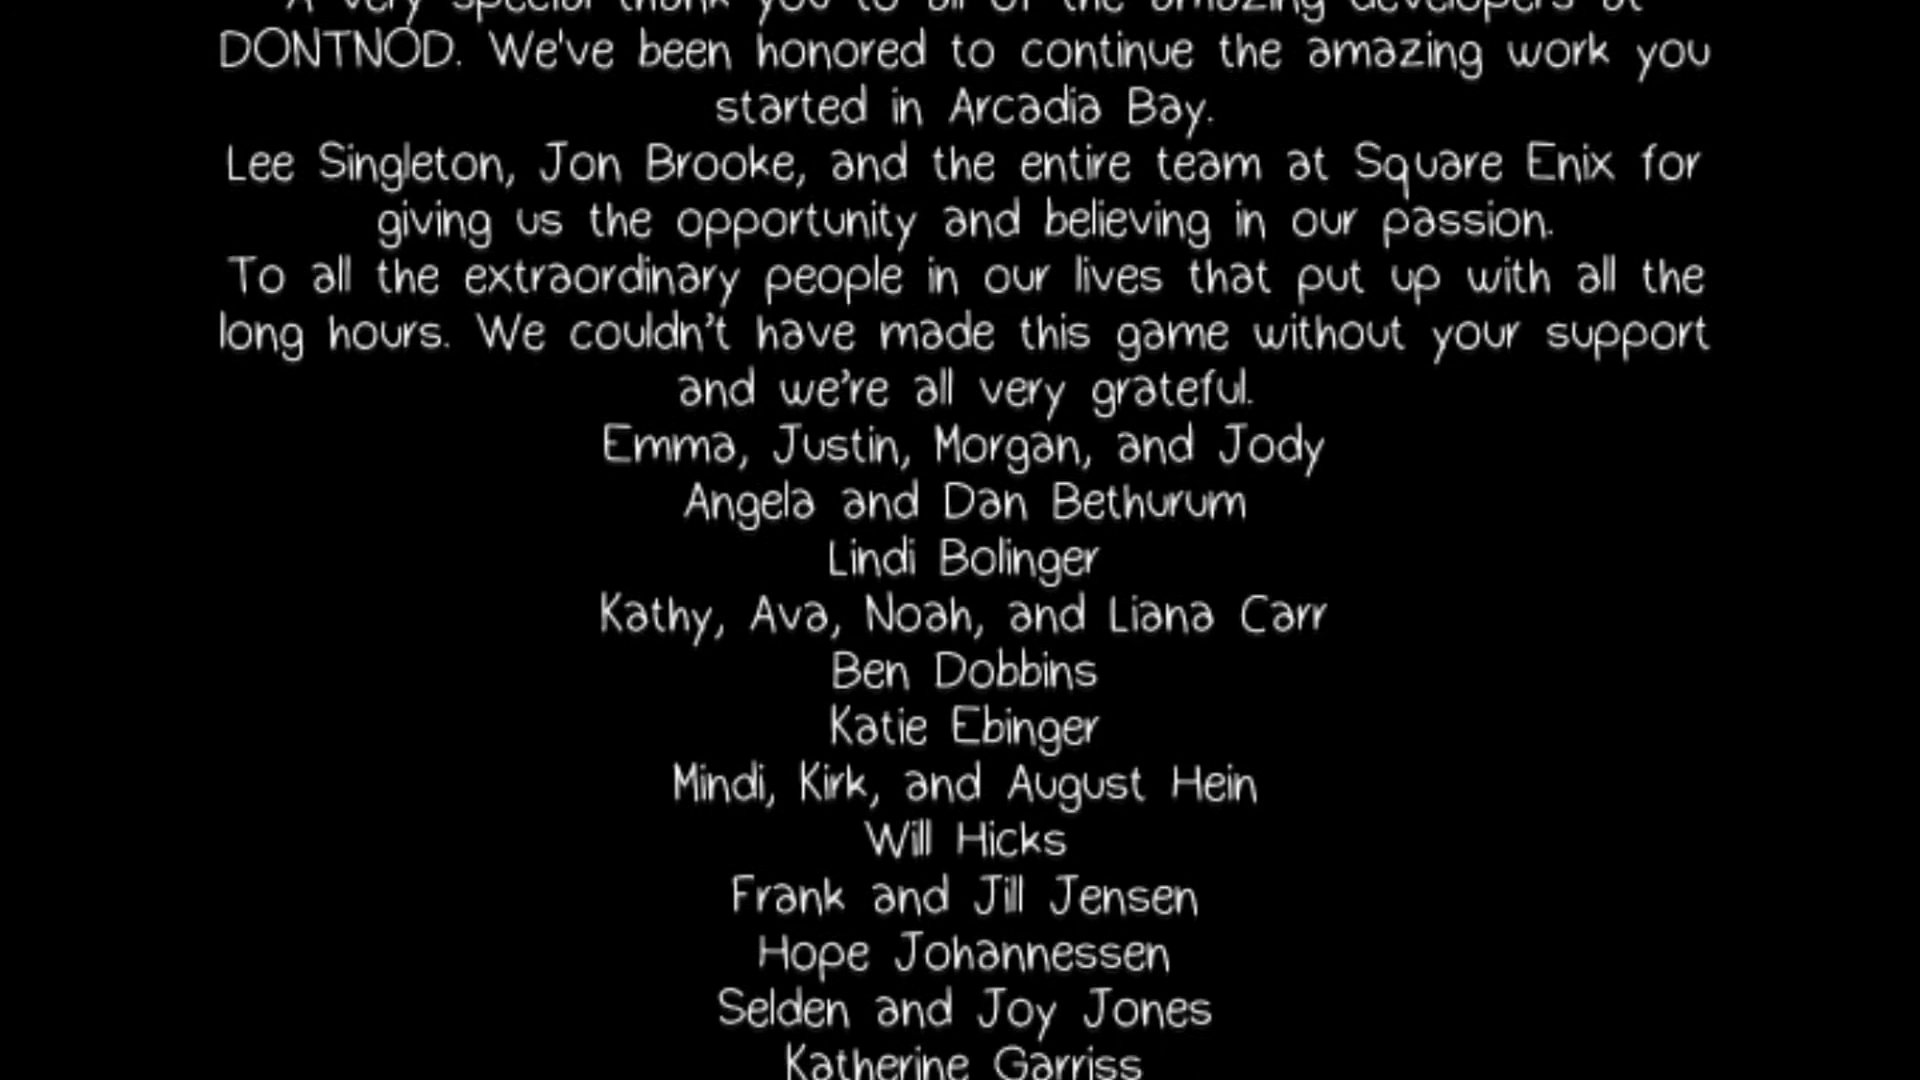 A very special thank you to all of the amazing developers at
DONTNOD. We've been honored to continue the amazing work you
started in Arcadia Bay.
Lee Singleton, Jon Brooke, and the entire team at Square Enix for
giving us the opportunity and believing in our passion.
To all the extraordinary people in our lives that put up with all the
long hours. We couldn’t have made this game without your support
and we’re all very grateful.
Emma, Justin, Morgan, and Jody
Angela and Dan Bethurum
Lindi Bolinger
Kathy, Ava, Noah, and Liana Carr
Ben Dobbins
Katie Ebinger
Mindi, Kirk, and August Hein
Will Hicks
Frank and Jill Jensen
Hope Johannessen
Selden and Joy Jones
Katherine Garriss